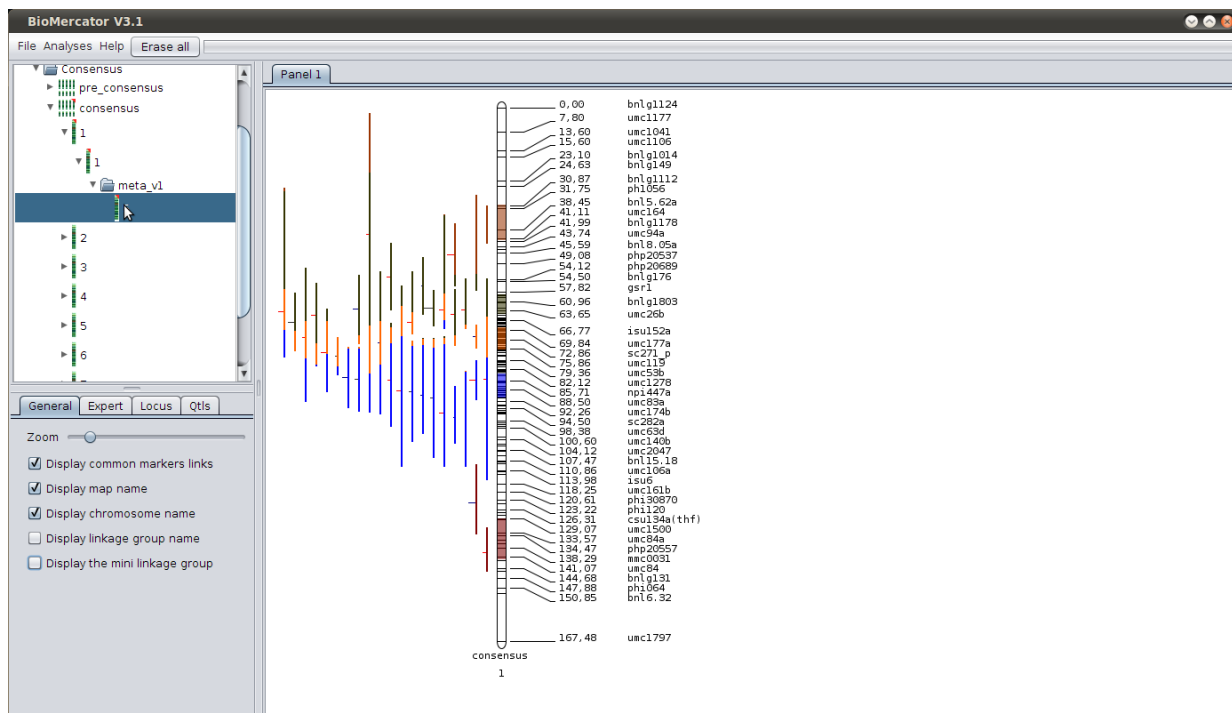 BioMercator V3.1
File Analyses Help Erase all
Consensus
pre_consensus
consensus
1
1
meta_v1
2
3
4
5
6
General Expert Locus Qtls
Zoom
Display common markers links
Display map name
Display chromosome name
Display linkage group name
Display the mini linkage group
Panel 1
0,00 bnlg1124
7,80 umc1177
13,60 umc1041
15,60 umc1106
23,10 bnlg1014
24,63 bnlg149
30,87 bnlg1112
31,75 ph1056
38,45 bnl5.62a
41,11 umc164
41,99 bnlg1178
43,74 umc94a
45,59 bnl8.05a
49,08 php20537
54,12 php20689
54,50 bnlg176
57,82 gsr1
60,96 bnlg1803
63,65 umc26b
66,77 isu152a
69,84 umc177a
72,86 sc271_p
75,86 umc119
79,36 umc53b
82,12 umc1278
85,71 npi447a
88,50 umc83a
92,26 umc174b
94,50 sc282a
98,38 umc63d
100,60 umc140b
104,12 umc2047
107,47 bnl15.18
110,86 umc106a
113,98 isu6
118,25 umc161b
120,61 phi30870
123,22 phi120
126,31 csu134a(thf)
129,07 umc1500
133,57 umc84a
134,47 php20557
138,29 mmc0031
141,07 umc84
144,68 bnlg131
147,88 phi064
150,85 bnl6.32
167,48 umc1797
consensus
1